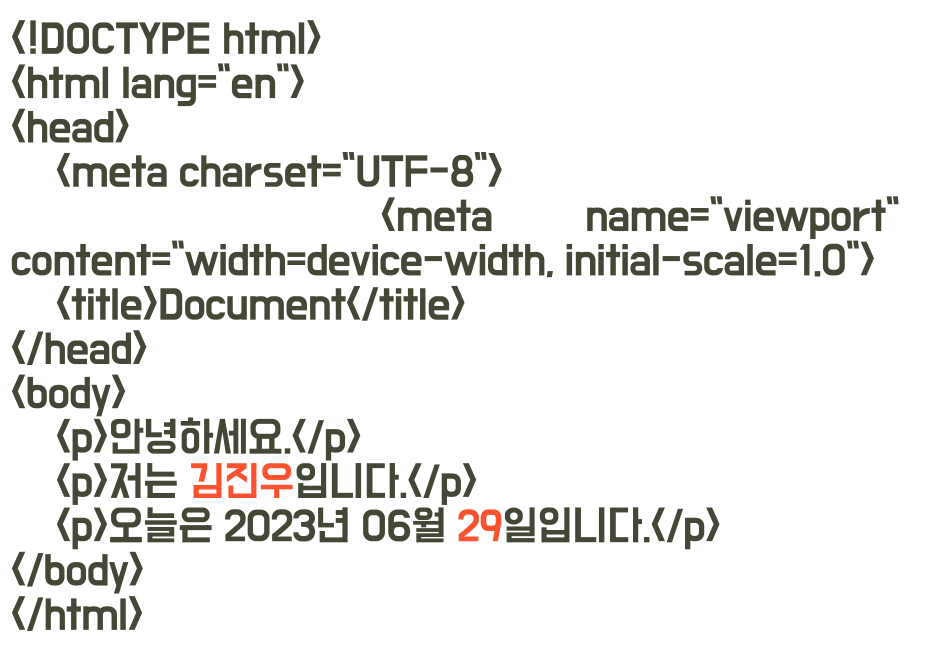 <!DOCTYPE html>
<html lang="en">
<head>
<meta charset="UTF-8">
<meta name="viewport"
content="width=device-width, initial-scale=1.0">
<title>Document</title>
</head>
<body>
<p>안녕하세요.</p>
<p>저는 김진우입니다.</p>
<p>오늘은 2023년 06월 29일입니다.</p>
</body>
</html>